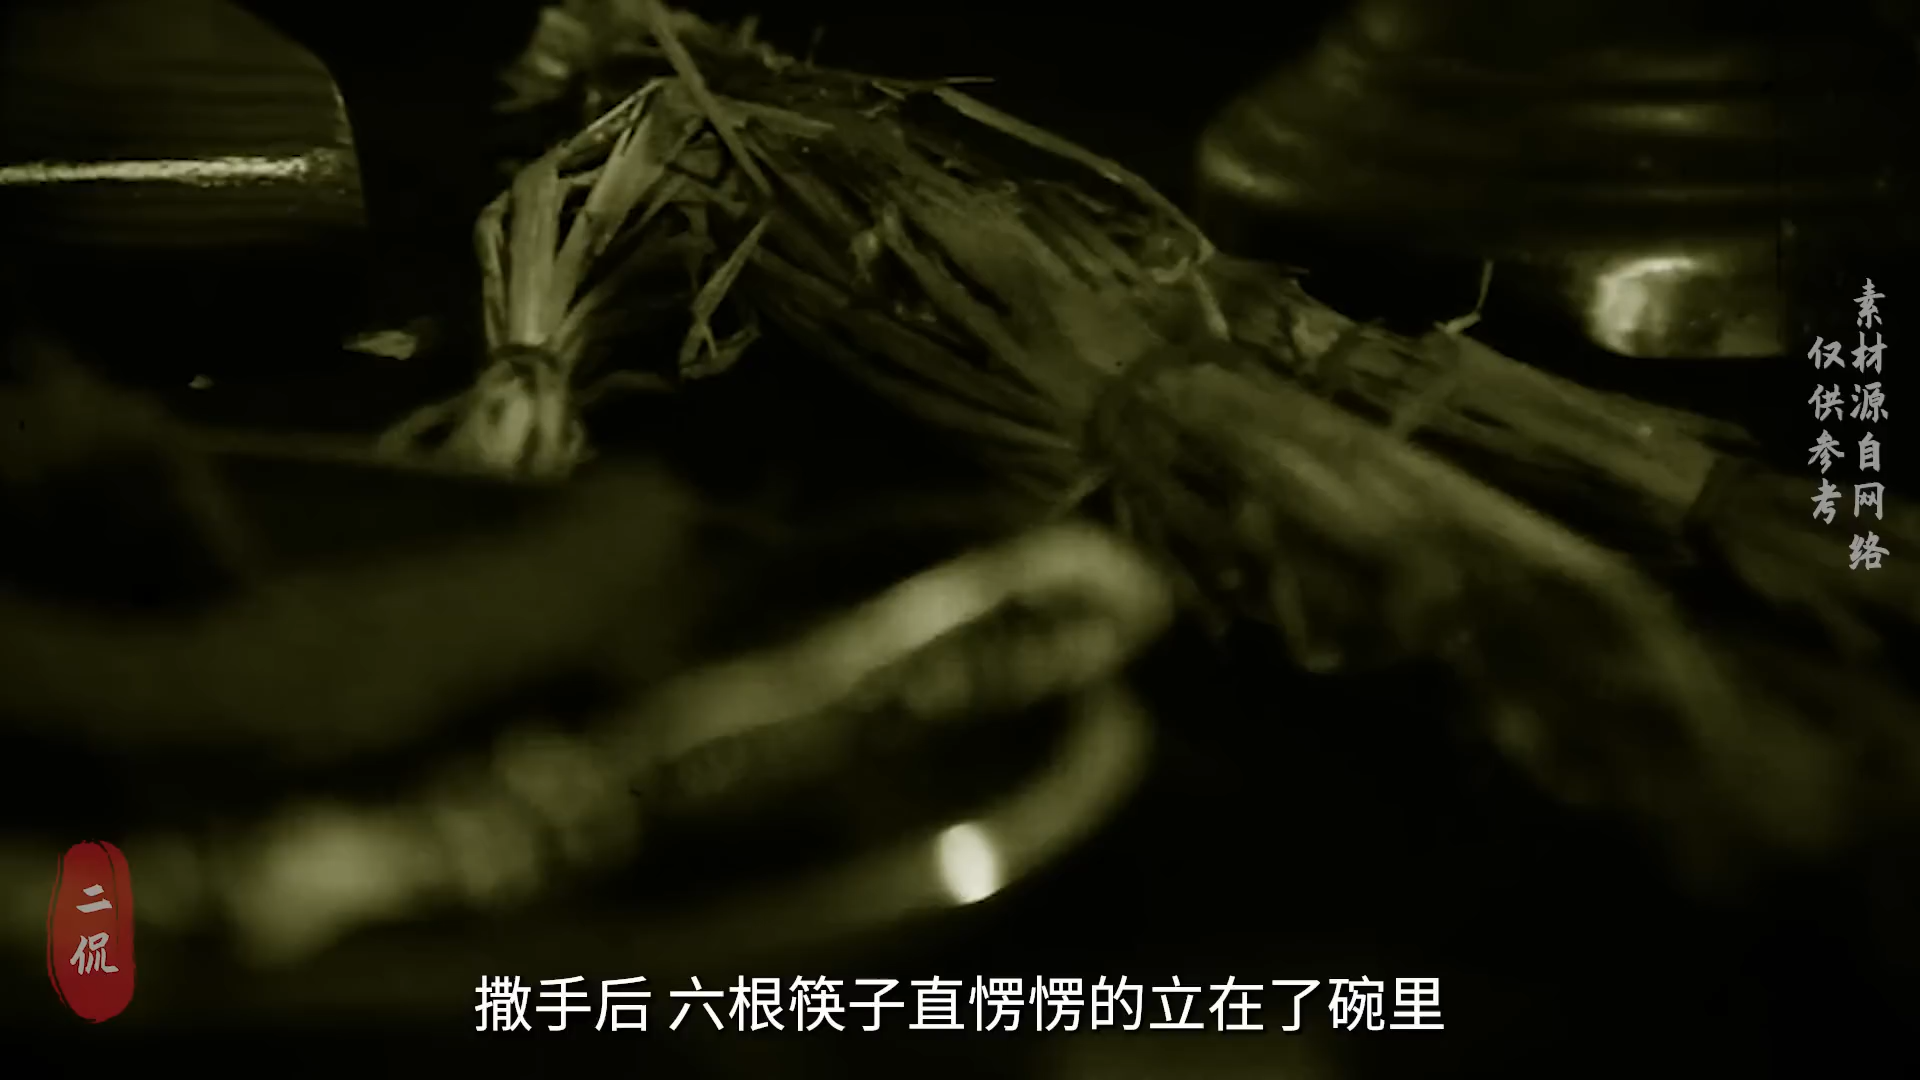 素材源自网络
仅供参考
二侃
撒手后 六根筷子直愣愣的立在了碗里